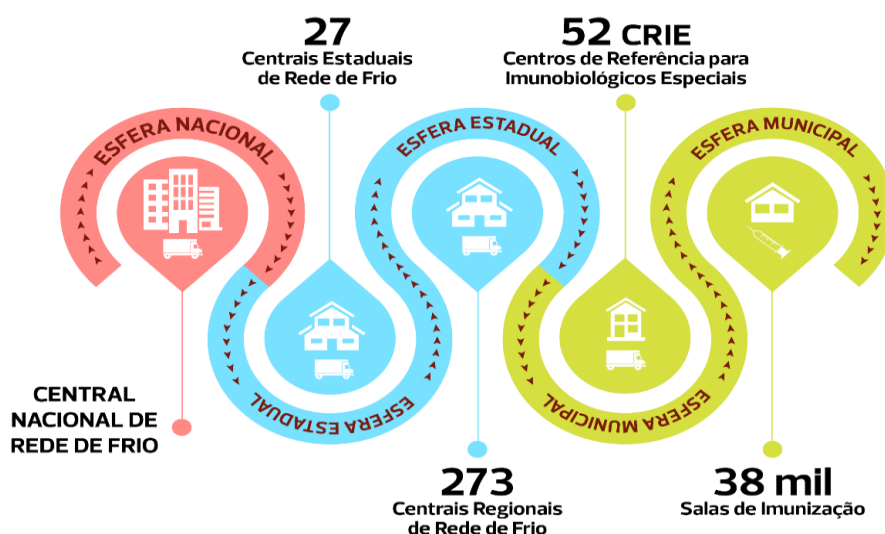 27
Centrais Estaduais
de Rede de Frio
52 CRIE
Centros de Referência para
Imunobiológicos Especiais
ESFERA NACIONAL
ESFERA ESTADUAL
ESFERA MUNICIPAL
ESFERA ESTADUAL
ESFERA MUNICIPAL
CENTRAL
NACIONAL DE
REDE DE FRIO
273
Centrais Regionais
de Rede de Frio
38 mil
Salas de Imunização